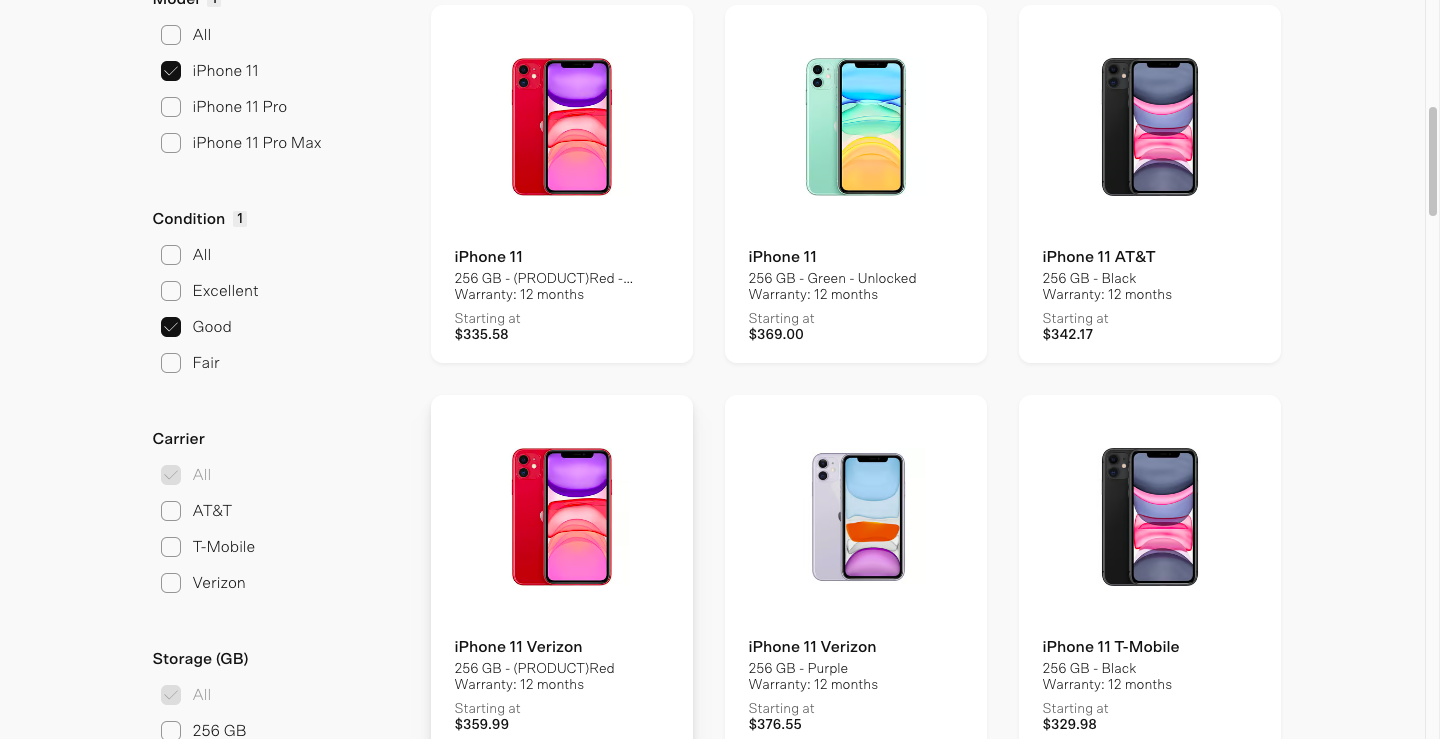 Model 1
All
iPhone 11
iPhone 11 Pro
iPhone 11 Pro Max
Condition 1
All
Excellent
Good
Fair
Carrier
All
AT&T
T-Mobile
Verizon
Storage (GB)
All
256 GB
iPhone 11
256 GB - (PRODUCT)Red -...
Warranty: 12 months
Starting at
$335.58
iPhone 11
256 GB - Green - Unlocked
Warranty: 12 months
Starting at
$369.00
iPhone 11 AT&T
256 GB - Black
Warranty: 12 months
Starting at
$342.17
iPhone 11 Verizon
256 GB - (PRODUCT)Red
Warranty: 12 months
Starting at
$359.99
iPhone 11 Verizon
256 GB - Purple
Warranty: 12 months
Starting at
$376.55
iPhone 11 T-Mobile
256 GB - Black
Warranty: 12 months
Starting at
$329.98